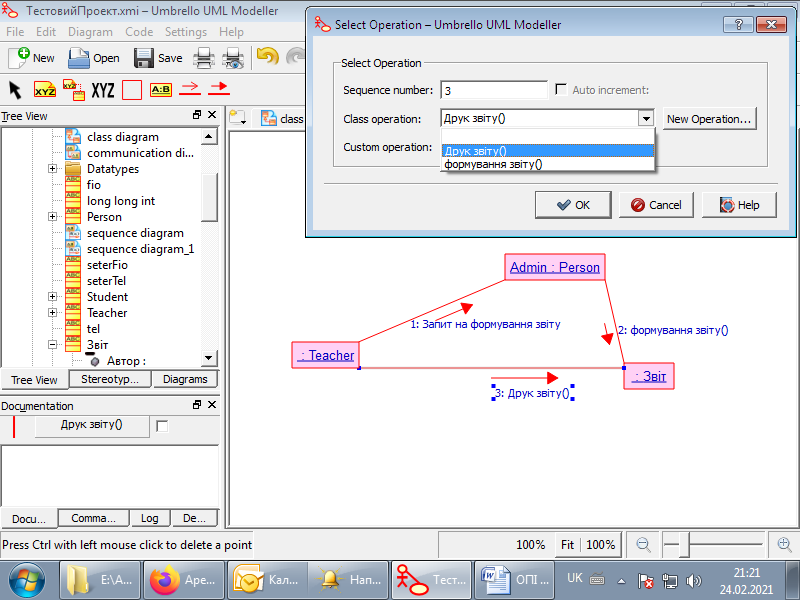 ТестовийПроект.xmi – Umbrello UML Modeller
File Edit Diagram Code Settings Help
New Open Save
XYZ XYZ XYZ A:B
Tree View
class diagram
communication di...
Datatypes
fio
long long int
Person
sequence diagram
sequence diagram_1
seterFio
seterTel
Student
Teacher
tel
Звіт
Автор :
Tree View Stereotyp... Diagrams
Documentation
Друк звіту()
Docu... Comma... Log De...
class
Select Operation – Umbrello UML Modeller
Select Operation
Sequence number: 3 Auto increment:
Class operation: Друк звіту() New Operation...
Custom operation:
Друк звіту()
формування звіту()
OK Cancel Help
Admin : Person
1: Запит на формування звіту
2: формування звіту()
: Teacher
: Звіт
3: Друк звіту()
Press Ctrl with left mouse click to delete a point
100% Fit 100%
E:\A... Аре... Кал... Нап... Тест... ОПІ ... UK
21:21
24.02.2021